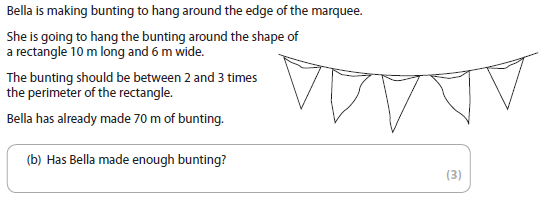 Bella is making bunting to hang around the edge of the marquee.
She is going to hang the bunting around the shape of
a rectangle 10 m long and 6 m wide.
The bunting should be between 2 and 3 times
the perimeter of the rectangle.
Bella has already made 70 m of bunting.
(b) Has Bella made enough bunting?
(3)